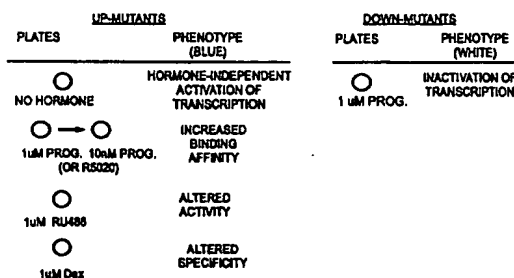 UP-MUTANTS
PLATES
PHENOTYPE
(BLUE)
NO HORMONE
HORMONE-INDEPENDENT
ACTIVATION OF
TRANSCRIPTION
1uM PROG. 10nM PROG.
(OR R5020)
INCREASED
BINDING
AFFINITY
1uM RU486
ALTERED
ACTIVITY
1uM Dex
ALTERED
SPECIFICITY
DOWN-MUTANTS
PLATES
PHENOTYPE
(WHITE)
1 uM PROG.
INACTIVATION OF
TRANSCRIPTION